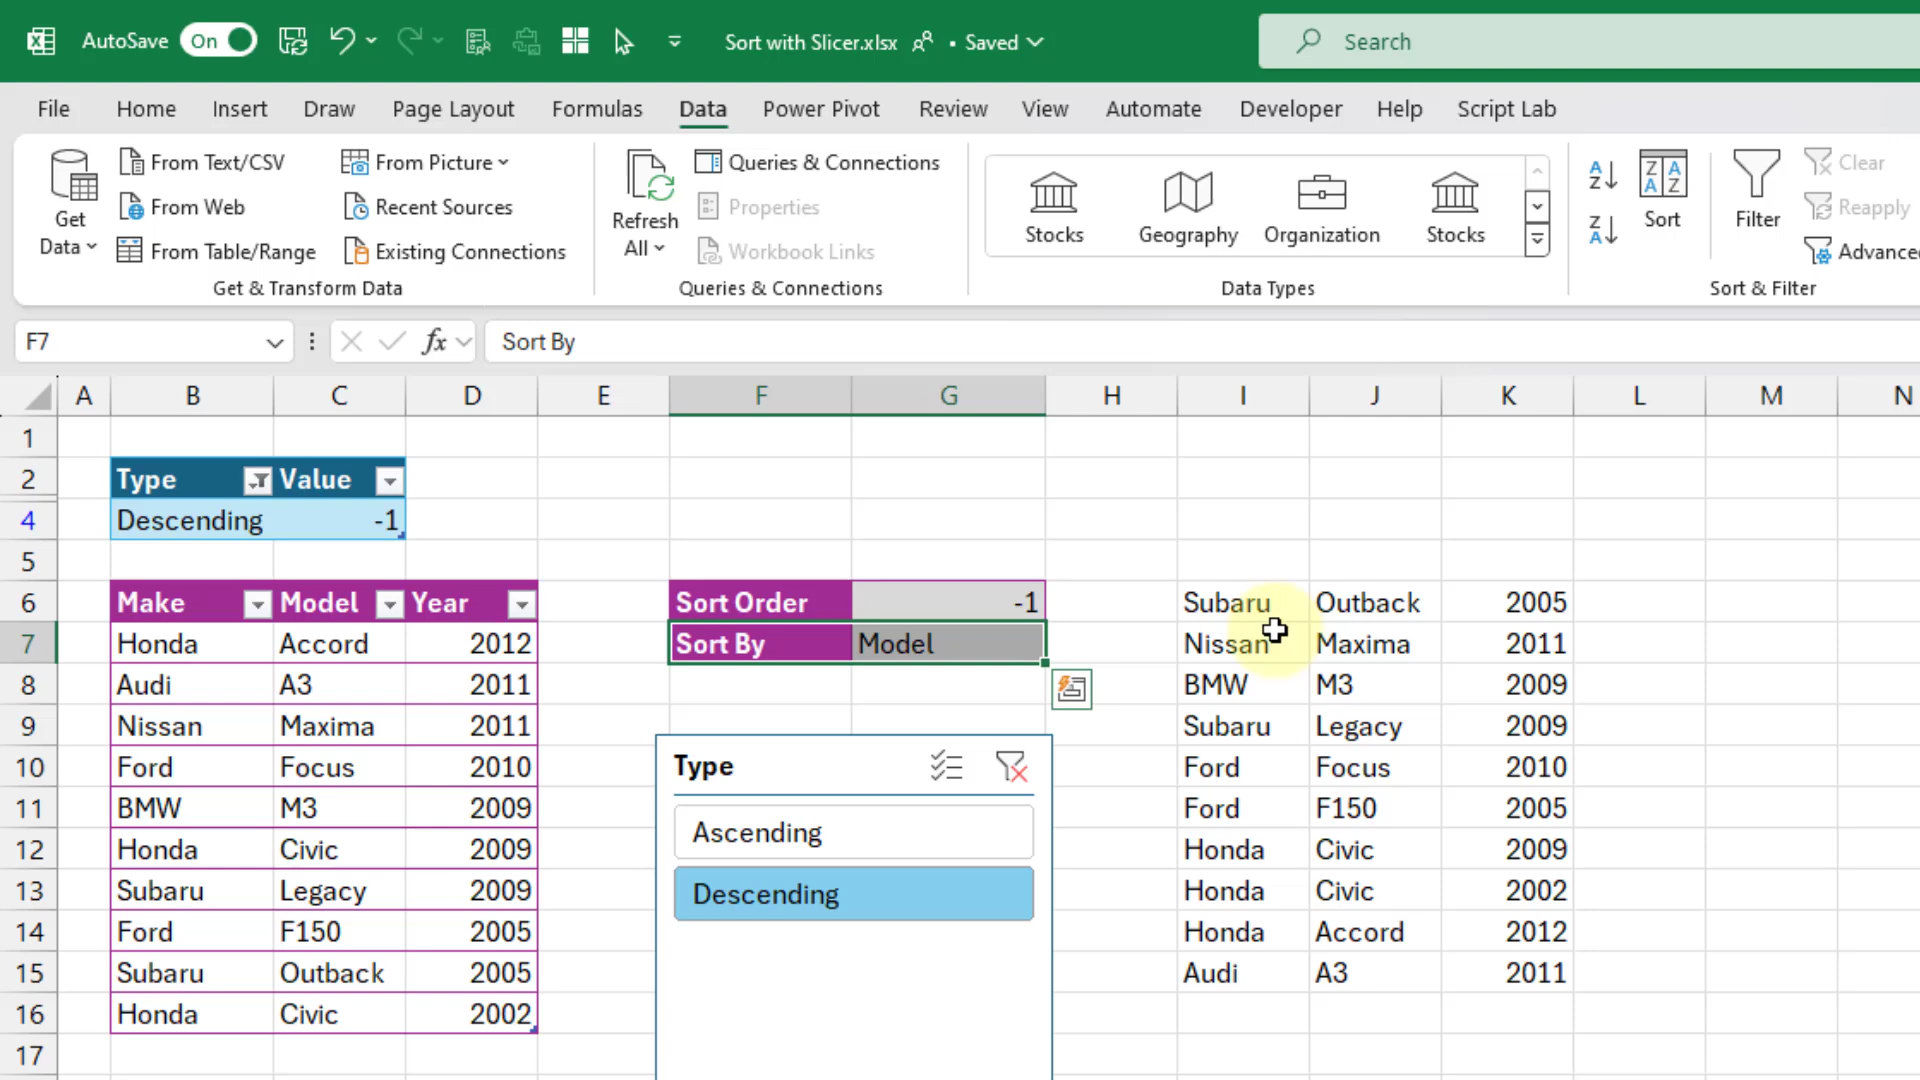 AutoSave On Sort with Slicer.xlsx • Saved Search
File Home Insert Draw Page Layout Formulas Data Power Pivot Review View Automate Developer Help Script Lab
Get Data
From Text/CSV
From Web
From Table/Range
From Picture
Recent Sources
Existing Connections
Get & Transform Data
Refresh All
Queries & Connections
Properties
Workbook Links
Queries & Connections
Stocks Geography Organization Stocks
Data Types
Sort
Filter
Clear
Reapply
Advanced
Sort & Filter
F7 fx Sort By
A B C D E F G H I J K L M N
1
2 Type Value
4 Descending -1
5
6 Make Model Year Sort Order -1 Subaru Outback 2005
7 Honda Accord 2012 Sort By Model Nissan Maxima 2011
8 Audi A3 2011 BMW M3 2009
9 Nissan Maxima 2011 Subaru Legacy 2009
10 Ford Focus 2010 Type Ford Focus 2010
11 BMW M3 2009 Ford F150 2005
Ascending
12 Honda Civic 2009 Honda Civic 2009
13 Subaru Legacy 2009 Descending Honda Civic 2002
14 Ford F150 2005 Honda Accord 2012
15 Subaru Outback 2005 Audi A3 2011
16 Honda Civic 2002
17